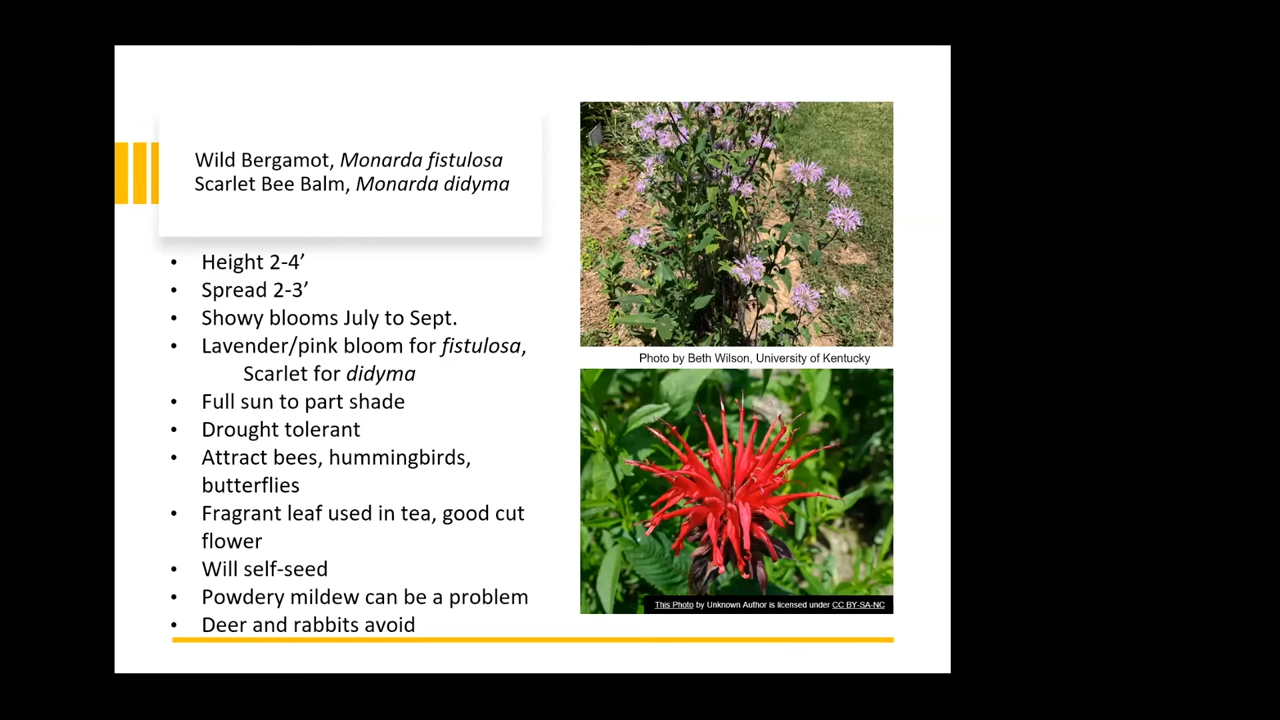 Wild Bergamot, Monarda fistulosa
Scarlet Bee Balm, Monarda didyma
• Height 2-4’
• Spread 2-3’
• Showy blooms July to Sept.
• Lavender/pink bloom for fistulosa,
Scarlet for didyma
• Full sun to part shade
• Drought tolerant
• Attract bees, hummingbirds,
butterflies
• Fragrant leaf used in tea, good cut
flower
• Will self-seed
• Powdery mildew can be a problem
• Deer and rabbits avoid
Photo by Beth Wilson, University of Kentucky
This Photo by Unknown Author is licensed under CC BY-SA-NC